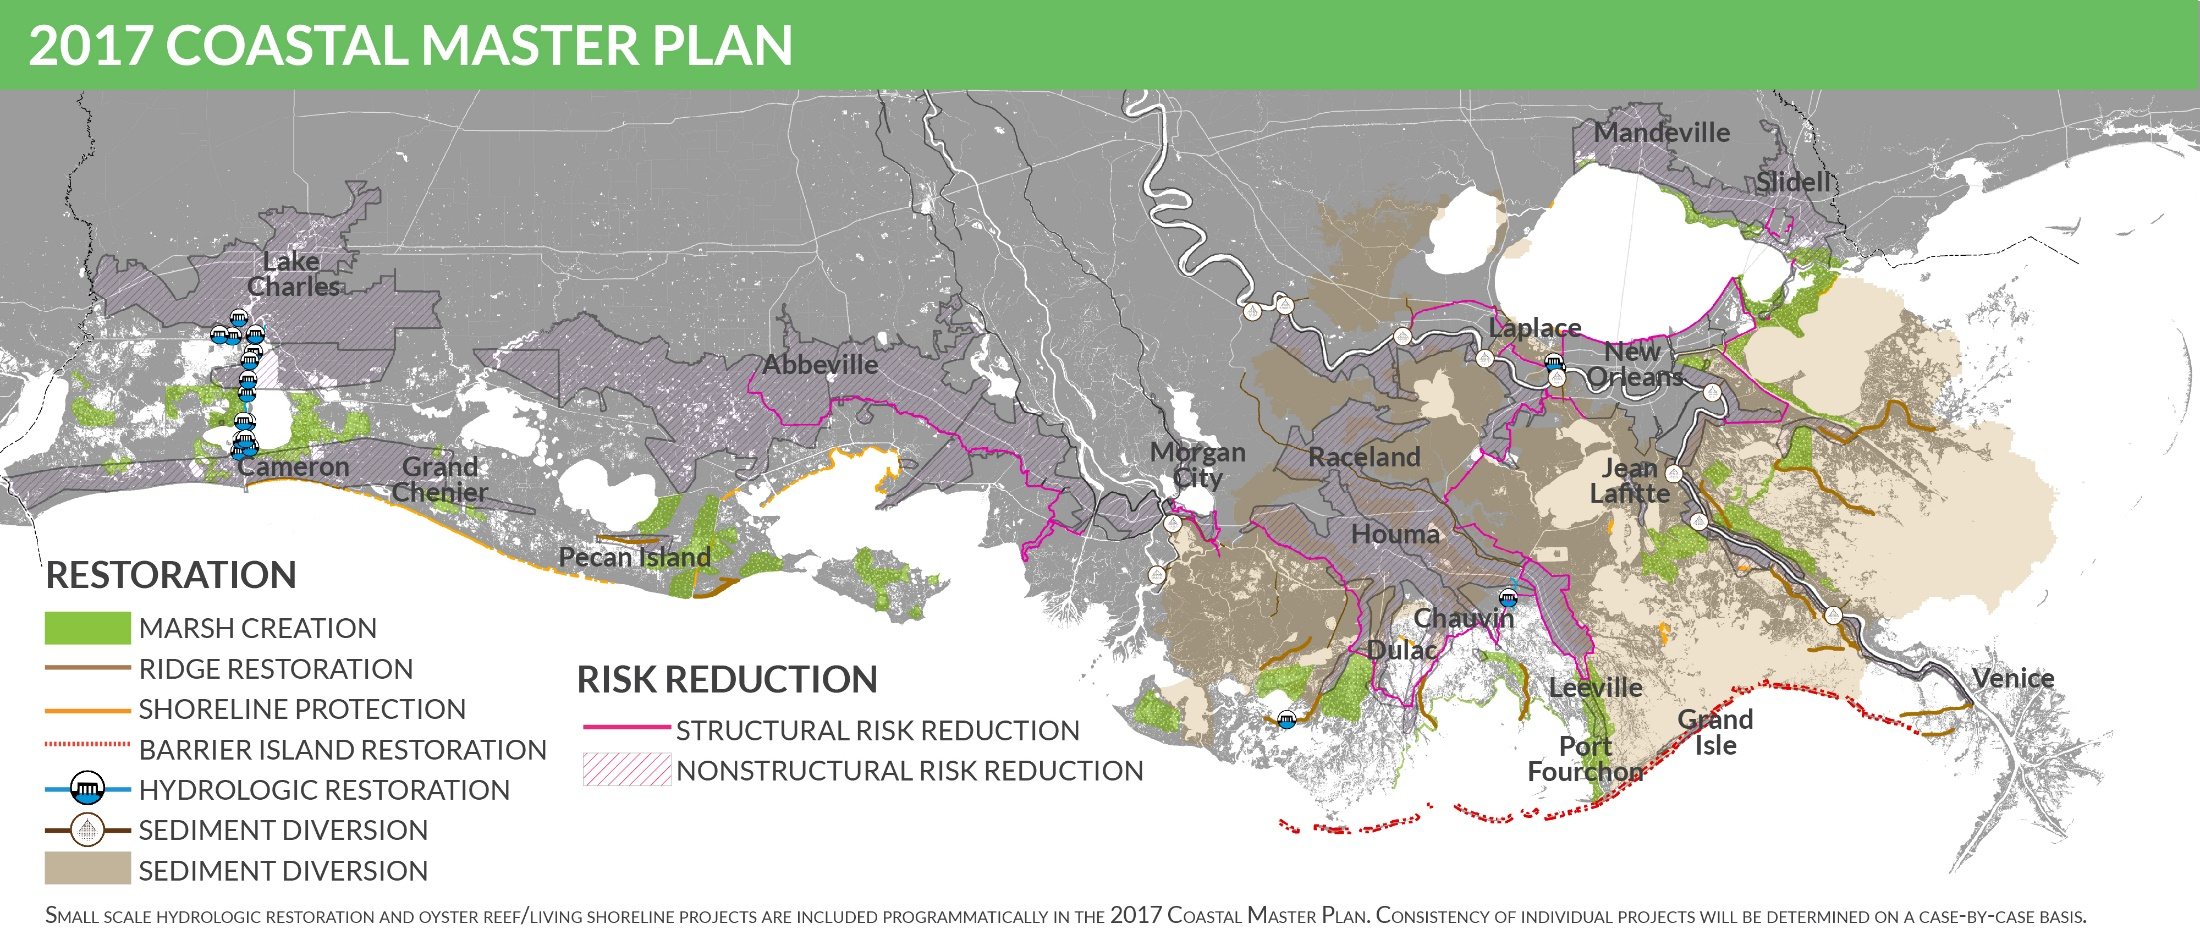 2017 COASTAL MASTER PLAN
Mandeville
Slidell
Lake
Charles
Laplace
New
Orleans
Abbeville
Morgan
City
Raceland
Jean
Lafitte
Cameron
Grand
Chenier
Houma
Pecan Island
Chauvin
Dulac
Leeville
Venice
Grand
Isle
Port
Fourchon
RESTORATION
MARSH CREATION
RIDGE RESTORATION
SHORELINE PROTECTION
BARRIER ISLAND RESTORATION
HYDROLOGIC RESTORATION
SEDIMENT DIVERSION
SEDIMENT DIVERSION
RISK REDUCTION
STRUCTURAL RISK REDUCTION
NONSTRUCTURAL RISK REDUCTION
SMALL SCALE HYDROLOGIC RESTORATION AND OYSTER REEF/LIVING SHORELINE PROJECTS ARE INCLUDED PROGRAMMATICALLY IN THE 2017 COASTAL MASTER PLAN. CONSISTENCY OF INDIVIDUAL PROJECTS WILL BE DETERMINED ON A CASE-BY-CASE BASIS.